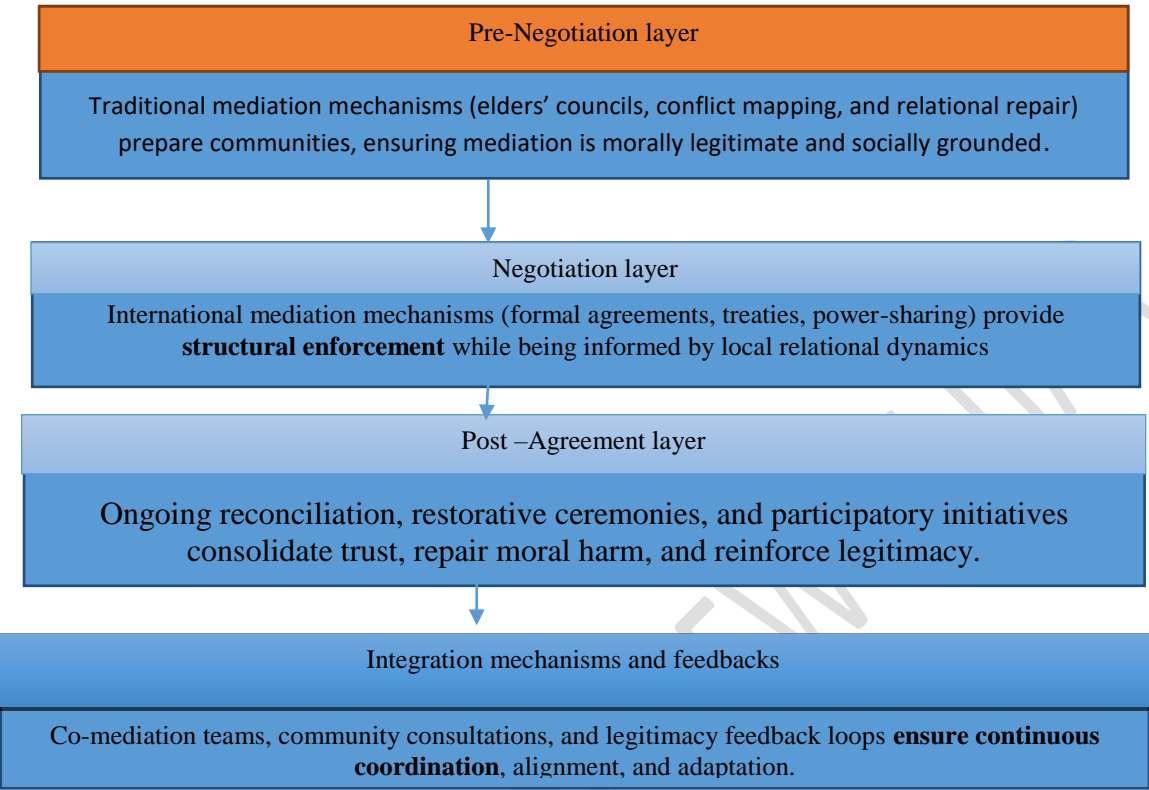 Pre-Negotiation layer
Traditional mediation mechanisms (elders’ councils, conflict mapping, and relational repair)
prepare communities, ensuring mediation is morally legitimate and socially grounded.
Negotiation layer
International mediation mechanisms (formal agreements, treaties, power-sharing) provide
structural enforcement while being informed by local relational dynamics
Post –Agreement layer
Ongoing reconciliation, restorative ceremonies, and participatory initiatives
consolidate trust, repair moral harm, and reinforce legitimacy.
Integration mechanisms and feedbacks
Co-mediation teams, community consultations, and legitimacy feedback loops ensure continuous
coordination, alignment, and adaptation.